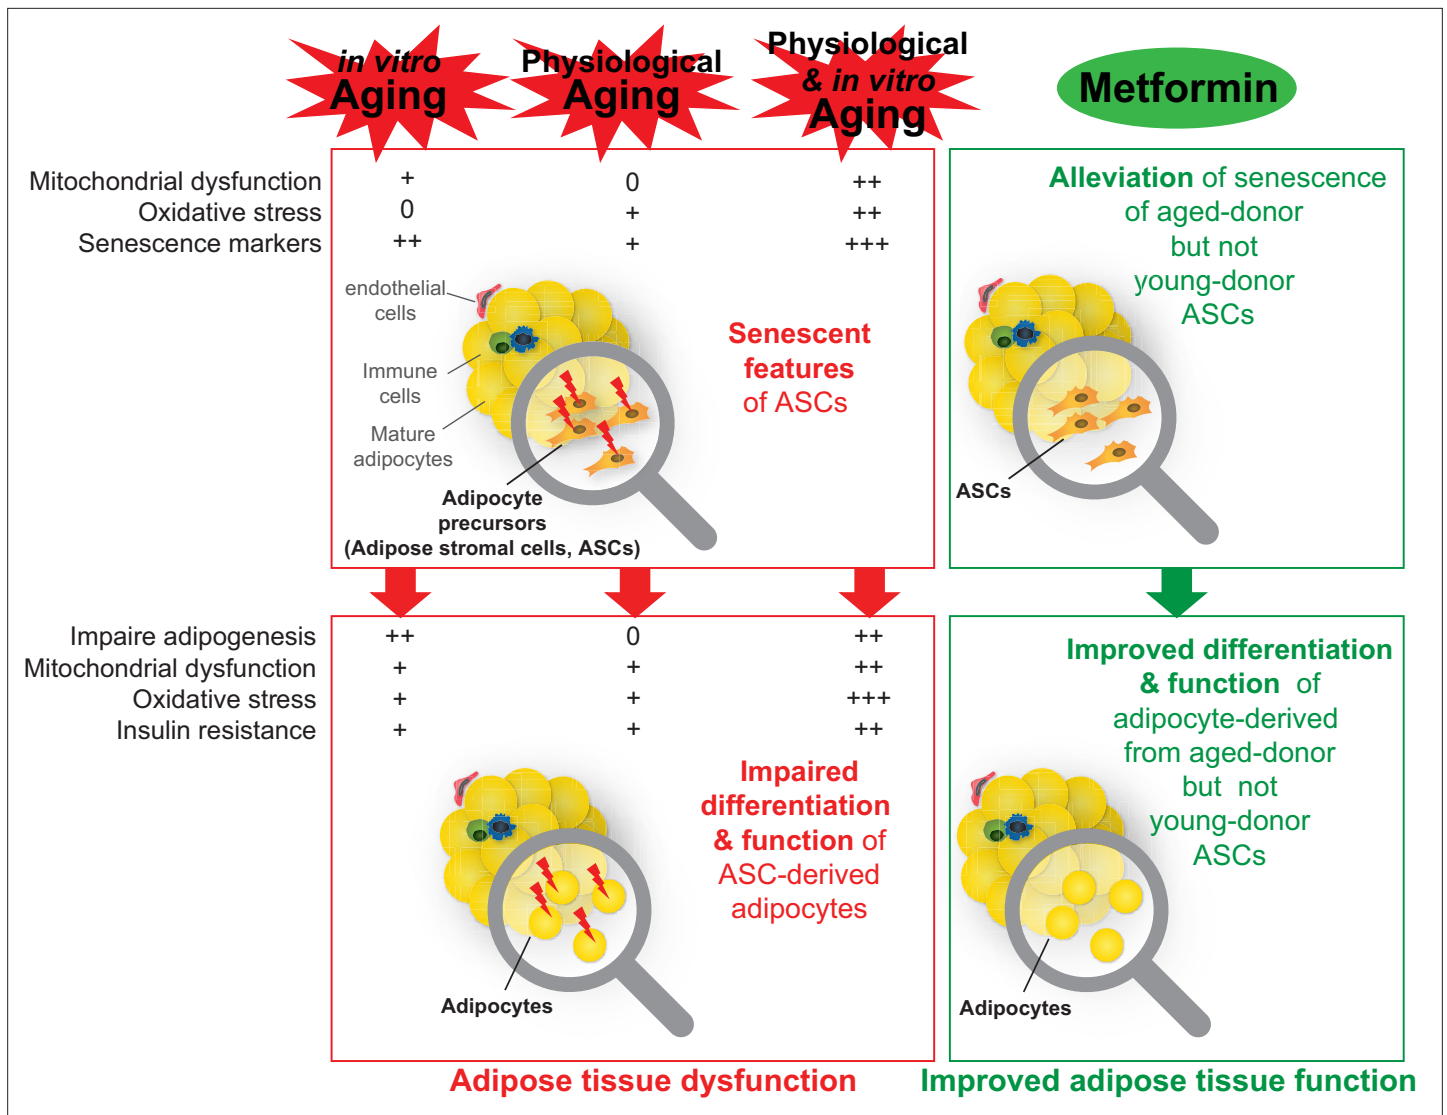 in vitro
Aging
Physiological
Aging
Physiological
& in vitro
Aging
Metformin
Mitochondrial dysfunction + 0 ++
Oxidative stress 0 + ++
Senescence markers ++ + +++
endothelial
cells
Immune
cells
Mature
adipocytes
Adipocyte
precursors
(Adipose stromal cells, ASCs)
Senescent
features
of ASCs
Alleviation of senescence
of aged-donor
but not
young-donor
ASCs
ASCs
Impaire adipogenesis ++ 0 ++
Mitochondrial dysfunction + + ++
Oxidative stress + + +++
Insulin resistance + + ++
Impaired
differentiation
& function of
ASC-derived
adipocytes
Adipocytes
Improved differentiation
& function of
adipocyte-derived
from aged-donor
but not
young-donor
ASCs
Adipocytes
Adipose tissue dysfunction
Improved adipose tissue function